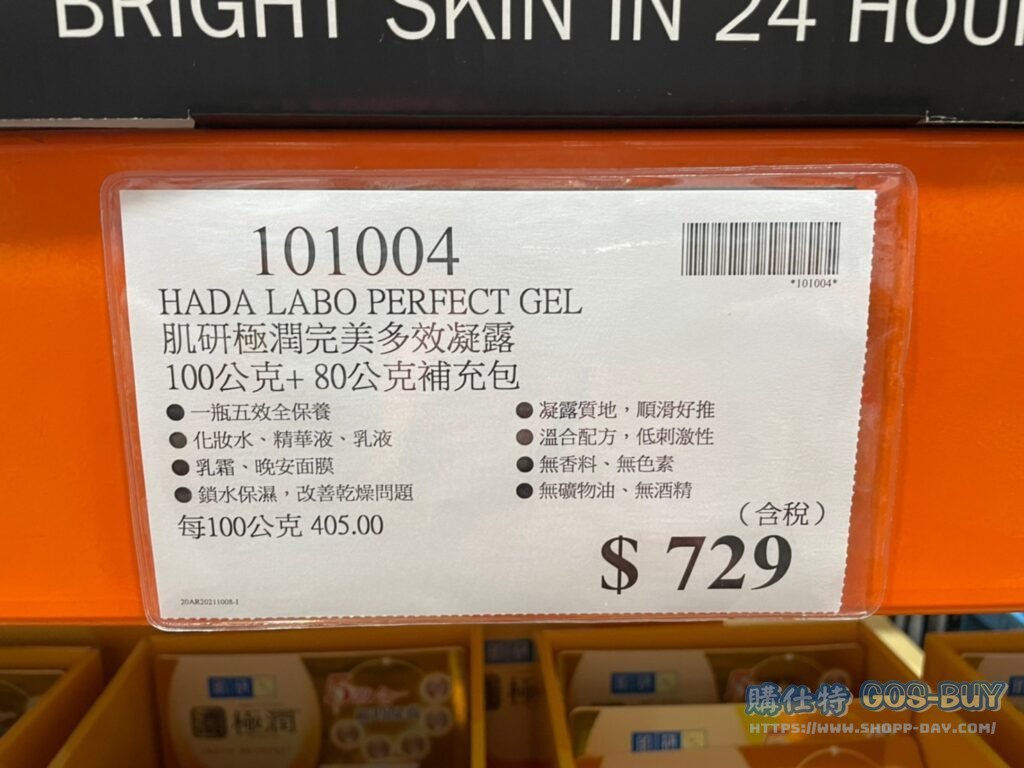 BRIGHT SKIN IN 24 HOU
101004
*101004*
HADA LABO PERFECT GEL
肌研極潤完美多效凝露
100公克+ 80公克補充包
●一瓶五效全保養
●化妝水、精華液、乳液
●乳霜、晚安面膜
●鎖水保濕，改善乾燥問題
●凝露質地，順滑好推
●溫合配方，低刺激性
●無香料、無色素
●無礦物油、無酒精
每100公克 405.00
（含稅）
$ 729
20AR20211008-1
肌研
極潤
極
購仕特 GOS-BUY
HTTPS://WWW.SHOPP-DAY.COM/